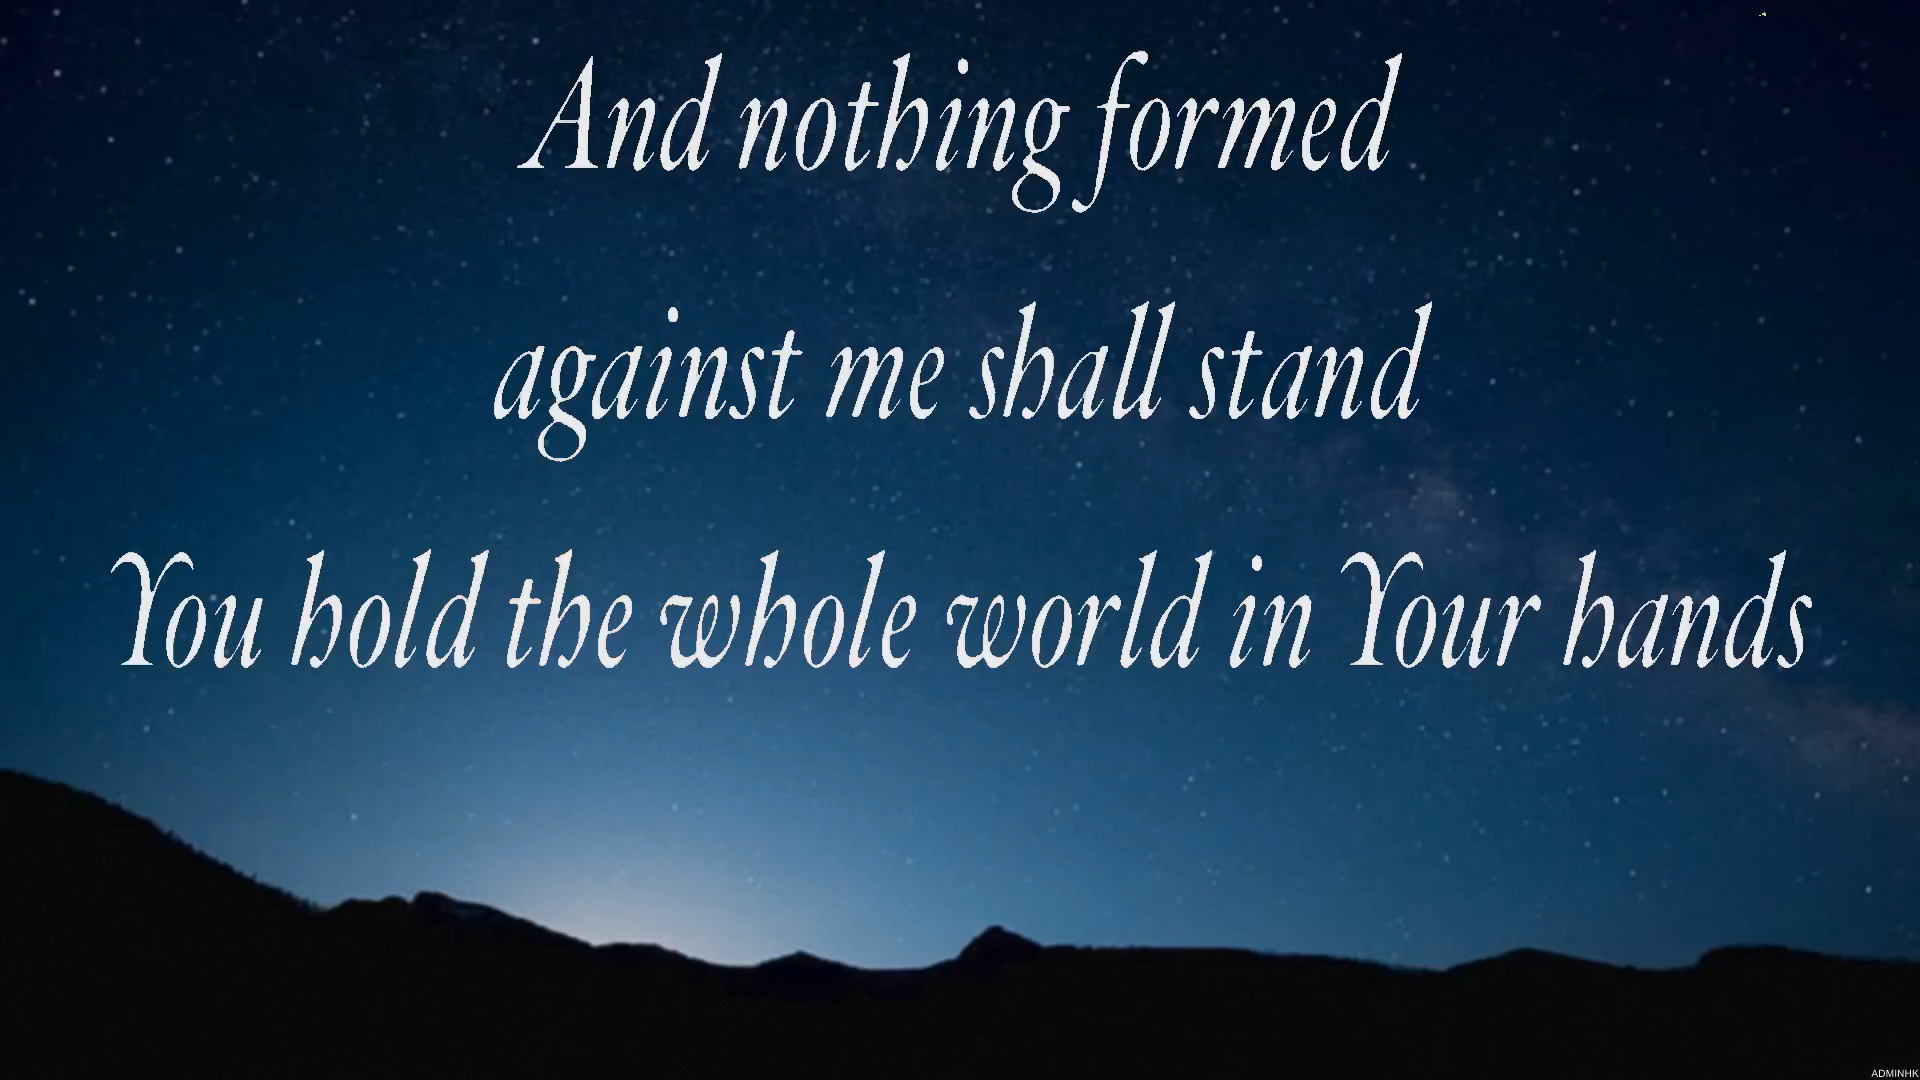 And nothing formed
against me shall stand
You hold the whole world in Your hands
ADMINHK